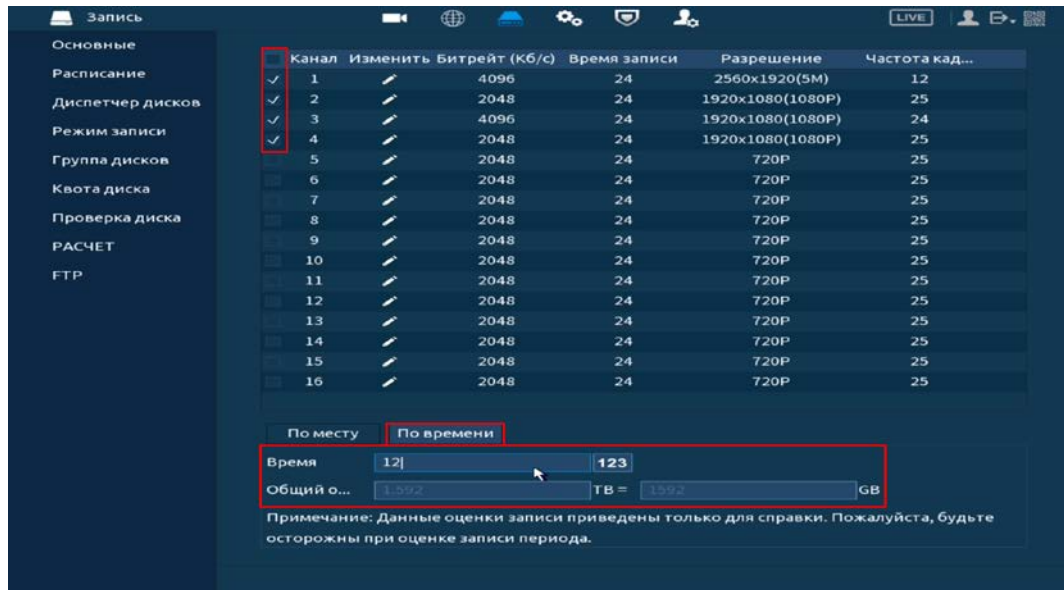 Запись
LIVE
Основные
Расписание
Диспетчер дисков
Режим записи
Группа дисков
Квота диска
Проверка диска
РАСЧЕТ
FTP
Канал Изменить Битрейт (Кб/с) Время записи Разрешение Частота кад...
1 4096 24 2560x1920(5M) 12
2 2048 24 1920x1080(1080P) 25
3 4096 24 1920x1080(1080P) 24
4 2048 24 1920x1080(1080P) 25
5 2048 24 720P 25
6 2048 24 720P 25
7 2048 24 720P 25
8 2048 24 720P 25
9 2048 24 720P 25
10 2048 24 720P 25
11 2048 24 720P 25
12 2048 24 720P 25
13 2048 24 720P 25
14 2048 24 720P 25
15 2048 24 720P 25
16 2048 24 720P 25
По месту По времени
Время 12 123
Общий о... 1.592 TB = 1592 GB
Примечание: Данные оценки записи приведены только для справки. Пожалуйста, будьте
осторожны при оценке записи периода.